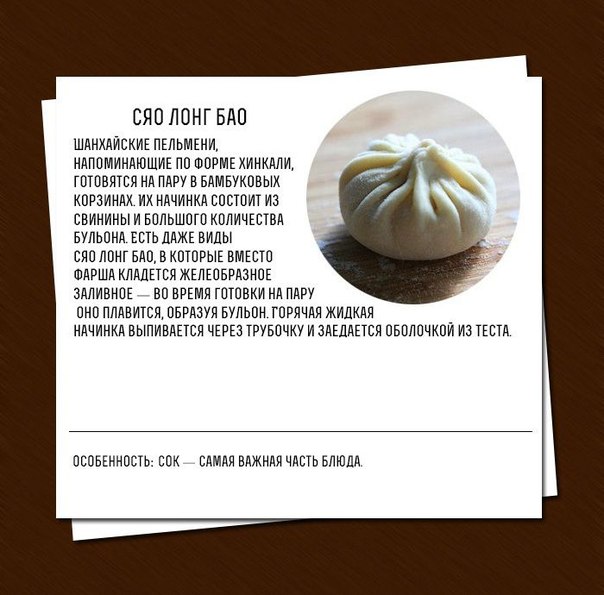 СЯО ЛОНГ БАО
ШАНХАЙСКИЕ ПЕЛЬМЕНИ,
НАПОМИНАЮЩИЕ ПО ФОРМЕ ХИНКАЛИ,
ГОТОВЯТСЯ НА ПАРУ В БАМБУКОВЫХ
КОРЗИНАХ. ИХ НАЧИНКА СОСТОИТ ИЗ
СВИНИНЫ И БОЛЬШОГО КОЛИЧЕСТВА
БУЛЬОНА. ЕСТЬ ДАЖЕ ВИДЫ
СЯО ЛОНГ БАО, В КОТОРЫЕ ВМЕСТО
ФАРША КЛАДЕТСЯ ЖЕЛЕОБРАЗНОЕ
ЗАЛИВНОЕ — ВО ВРЕМЯ ГОТОВКИ НА ПАРУ
ОНО ПЛАВИТСЯ, ОБРАЗУЯ БУЛЬОН. ГОРЯЧАЯ ЖИДКАЯ
НАЧИНКА ВЫПИВАЕТСЯ ЧЕРЕЗ ТРУБОЧКУ И ЗАЕДАЕТСЯ ОБОЛОЧКОЙ ИЗ ТЕСТА.
ОСОБЕННОСТЬ: СОК — САМАЯ ВАЖНАЯ ЧАСТЬ БЛЮДА.